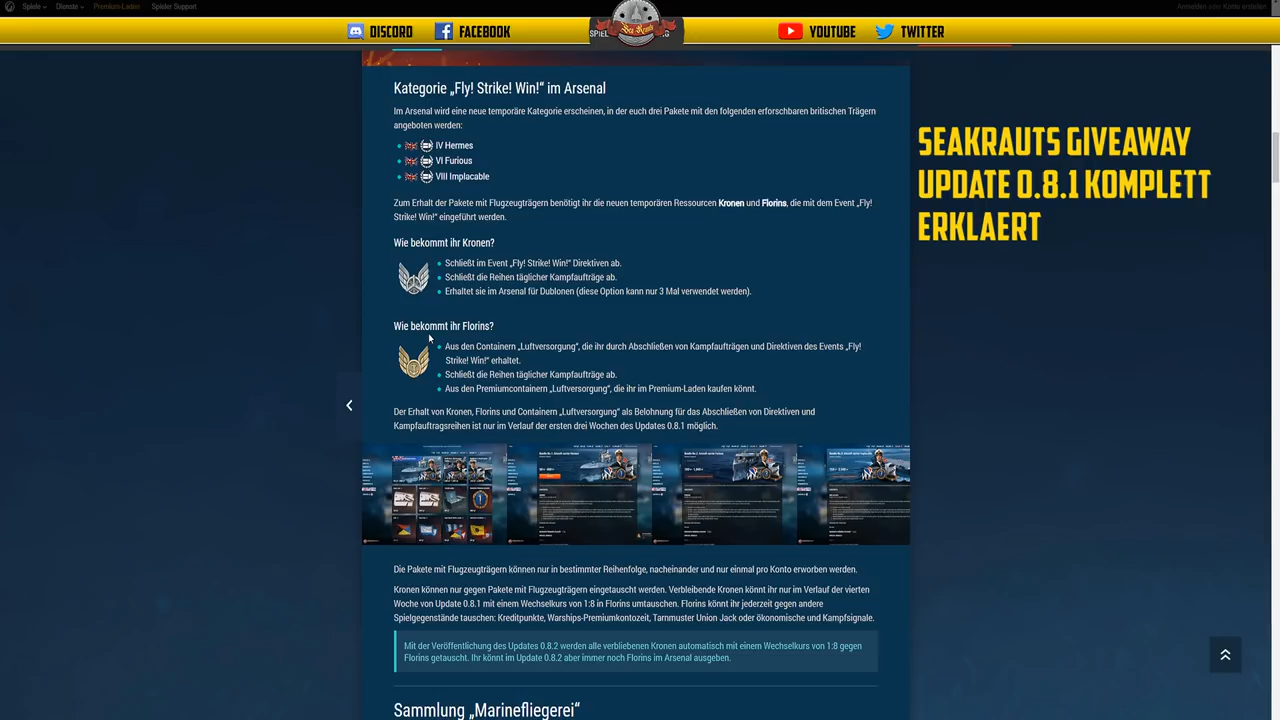 Spiele
Dienste
Premium-Laden
Spieler Support
Anmelden oder Konto erstellen
DISCORD
FACEBOOK
YOUTUBE
TWITTER
Kategorie „Fly! Strike! Win!“ im Arsenal
Im Arsenal wird eine neue temporäre Kategorie erscheinen, in der euch drei Pakete mit den folgenden erforschbaren britischen Trägern
angeboten werden:
IV Hermes
VI Furious
VIII Implacable
Zum Erhalt der Pakete mit Flugzeugträgern benötigt ihr die neuen temporären Ressourcen Kronen und Florins, die mit dem Event „Fly!
Strike! Win!“ eingeführt werden.
Wie bekommt ihr Kronen?
Schließt im Event „Fly! Strike! Win!“ Direktiven ab.
Schließt die Reihen täglicher Kampfaufträge ab.
Erhaltet sie im Arsenal für Dublonen (diese Option kann nur 3 Mal verwendet werden).
Wie bekommt ihr Florins?
Aus den Containern „Luftversorgung“, die ihr durch Abschließen von Kampfaufträgen und Direktiven des Events „Fly!
Strike! Win!“ erhaltet.
Schließt die Reihen täglicher Kampfaufträge ab.
Aus den Premiumcontainern „Luftversorgung“, die ihr im Premium-Laden kaufen könnt.
Der Erhalt von Kronen, Florins und Containern „Luftversorgung“ als Belohnung für das Abschließen von Direktiven und
Kampfauftragsreihen ist nur im Verlauf der ersten drei Wochen des Updates 0.8.1 möglich.
Die Pakete mit Flugzeugträgern können nur in bestimmter Reihenfolge, nacheinander und nur einmal pro Konto erworben werden.
Kronen können nur gegen Pakete mit Flugzeugträgern eingetauscht werden. Verbleibende Kronen könnt ihr nur im Verlauf der vierten
Woche von Update 0.8.1 mit einem Wechselkurs von 1:8 in Florins umtauschen. Florins könnt ihr jederzeit gegen andere
Spielgegenstände tauschen: Kreditpunkte, Warships-Premiumkontozeit, Tarnmuster Union Jack oder ökonomische und Kampfsignale.
Mit der Veröffentlichung des Updates 0.8.2 werden alle verbliebenen Kronen automatisch mit einem Wechselkurs von 1:8 gegen
Florins getauscht. Ihr könnt im Update 0.8.2 aber immer noch Florins im Arsenal ausgeben.
Sammlung „Marinefliegerei“
SEAKRAUTS GIVEAWAY
UPDATE 0.8.1 KOMPLETT
ERKLAERT